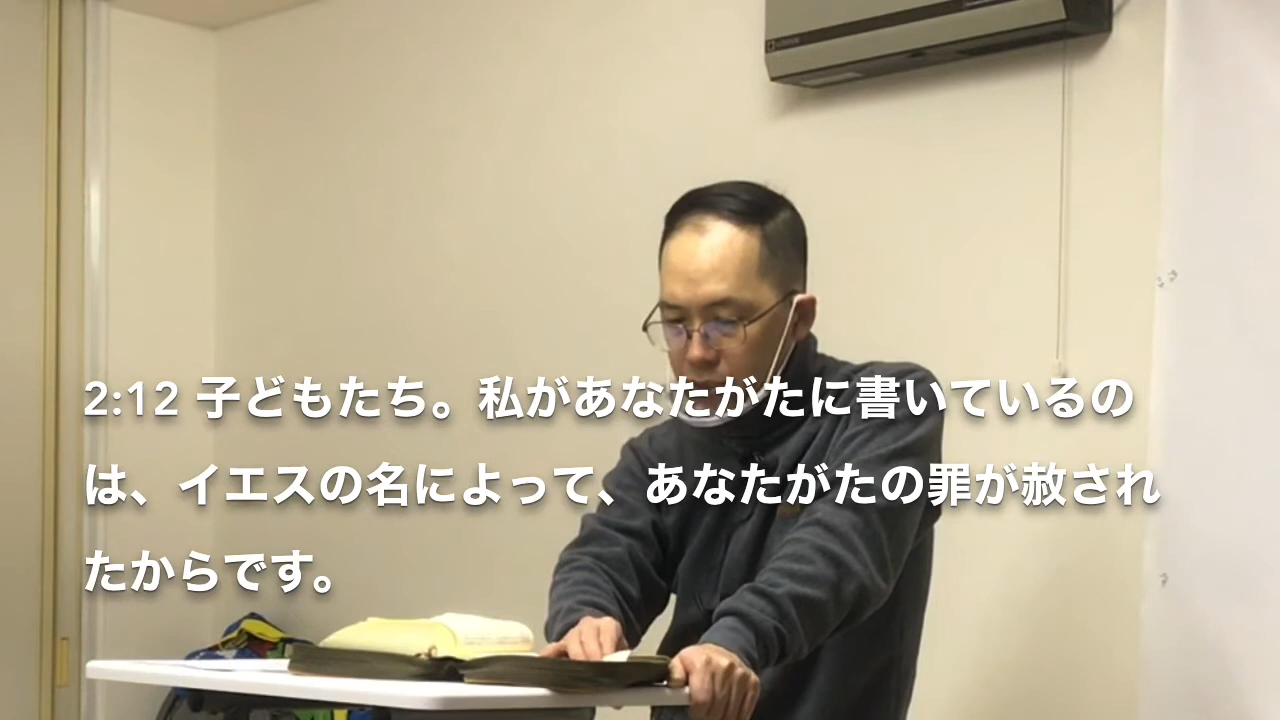 2:12 子どもたち。私があなたがたに書いているの
は、イエスの名によって、あなたがたの罪が赦され
たからです。